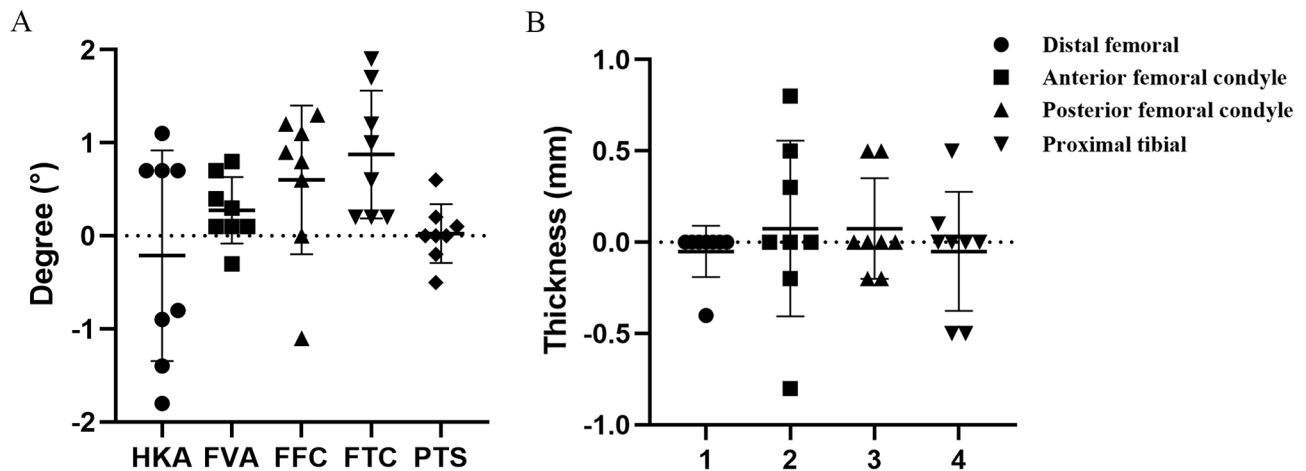 A
Degree (°)
2
1
0
-1
-2
HKA FVA FFC FTC PTS
B
Thickness (mm)
1.0
0.5
0.0
-0.5
-1.0
1 2 3 4
Distal femoral
Anterior femoral condyle
Posterior femoral condyle
Proximal tibial